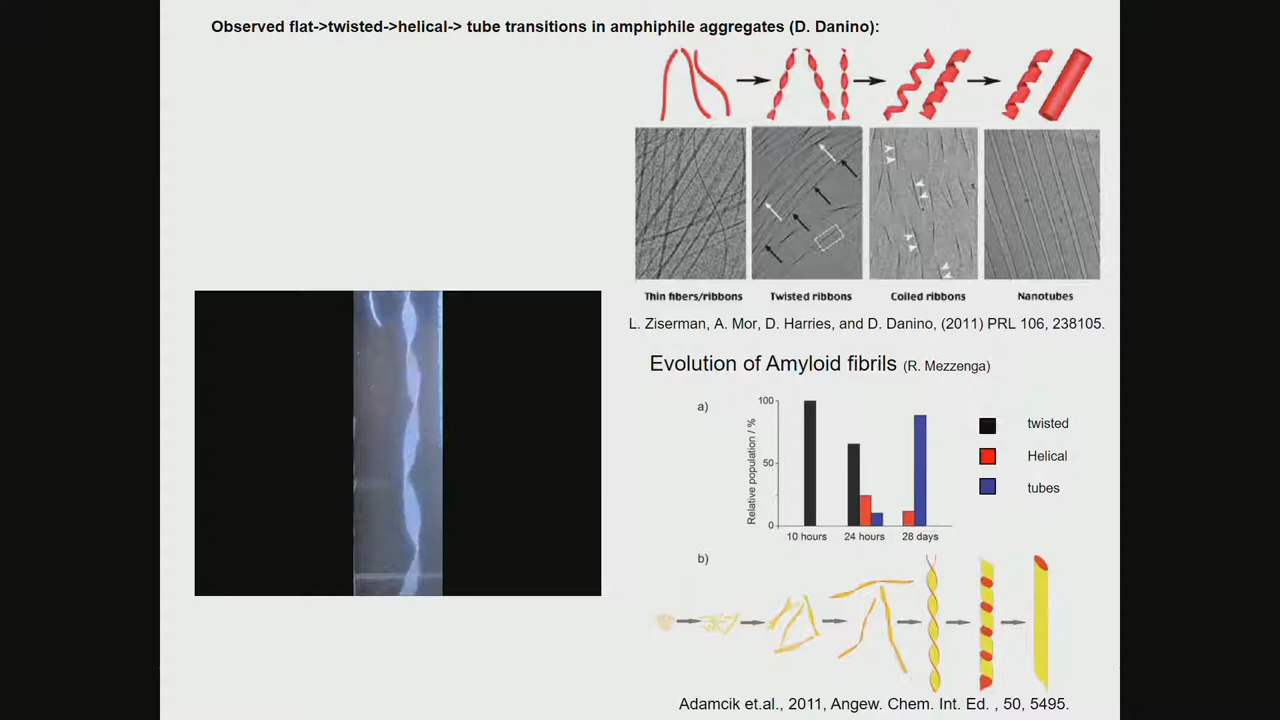 Observed flat->twisted->helical-> tube transitions in amphiphile aggregates (D. Danino):
Thin fibers/ribbons
Twisted ribbons
Coiled ribbons
Nanotubes
L. Ziserman, A. Mor, D. Harries, and D. Danino, (2011) PRL 106, 238105.
Evolution of Amyloid fibrils (R. Mezzenga)
a)
Relative population / %
100
50
0
10 hours
24 hours
28 days
twisted
Helical
tubes
b)
Adamcik et.al., 2011, Angew. Chem. Int. Ed. , 50, 5495.